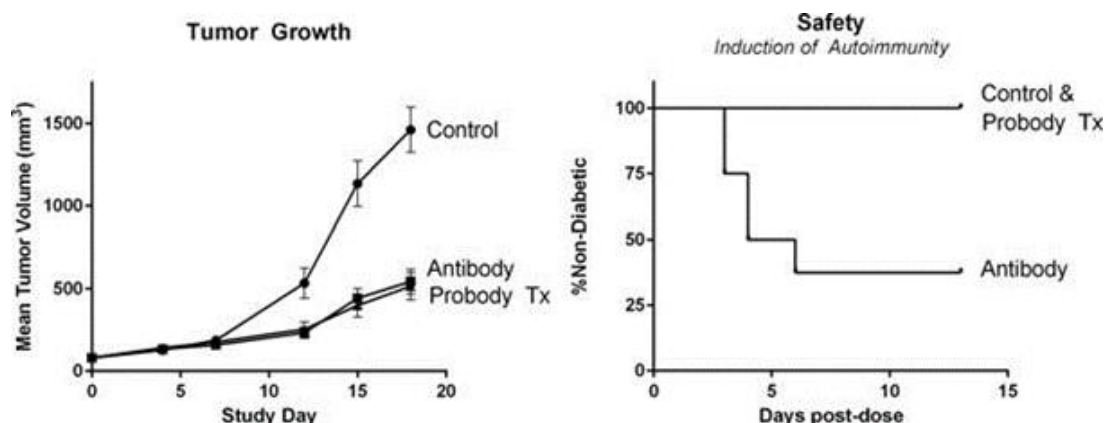 Tumor Growth
Mean Tumor Volume (mm³)
1500
1000
500
0
Control
Antibody
Probody Tx
0 5 10 15 20
Study Day
Safety
Induction of Autoimmunity
%Non-Diabetic
100
75
50
25
0
Control &
Probody Tx
Antibody
0 5 10 15
Days post-dose